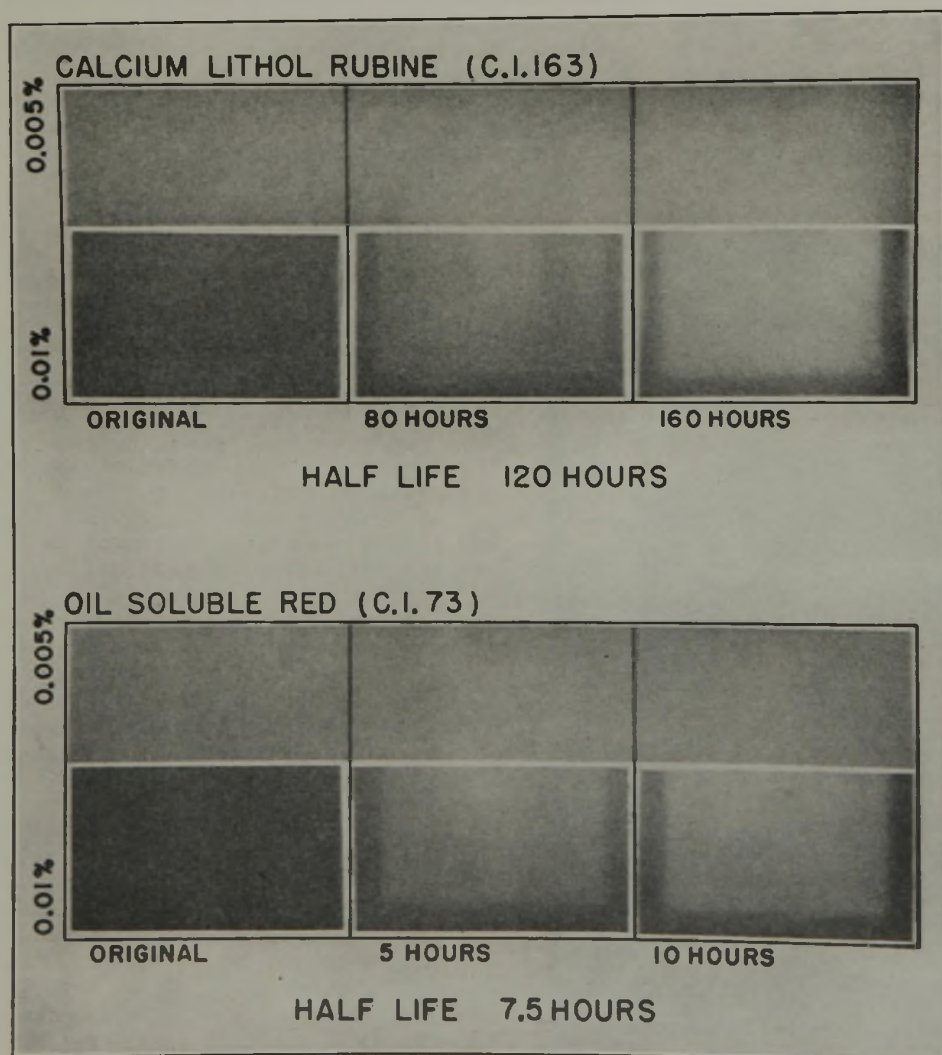 CALCIUM LITHOL RUBINE (C.I.163)
0.005%
0.01%
ORIGINAL 80 HOURS 160 HOURS
HALF LIFE 120 HOURS
OIL SOLUBLE RED (C.I.73)
0.005%
0.01%
ORIGINAL 5 HOURS 10 HOURS
HALF LIFE 7.5 HOURS